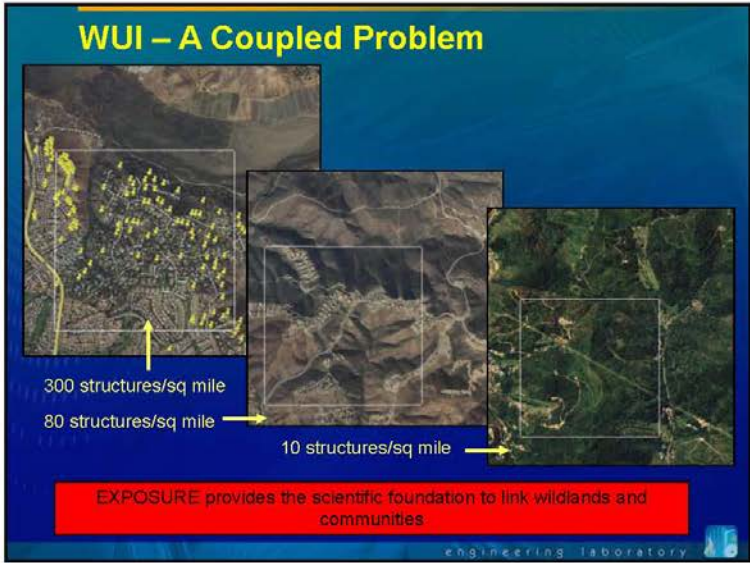 WUI – A Coupled Problem
300 structures/sq mile
80 structures/sq mile
10 structures/sq mile
EXPOSURE provides the scientific foundation to link wildlands and
communities
engineering laboratory